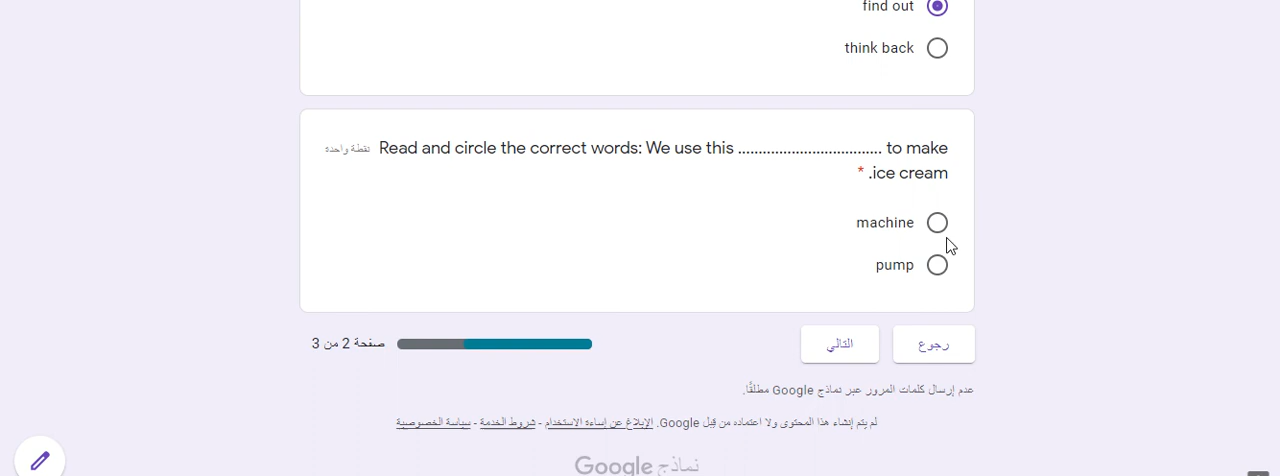 find out
think back
Read and circle the correct words: We use this .................................. to make نقطة واحدة
ice cream. *
machine
pump
رجوع
التالي
صفحة 2 من 3
عدم إرسال كلمات المرور عبر نماذج Google مطلقًا.
لم يتم إنشاء هذا المحتوى ولا اعتماده من قِبل Google. الإبلاغ عن إساءة الاستخدام - شروط الخدمة - سياسة الخصوصية
نماذج Google